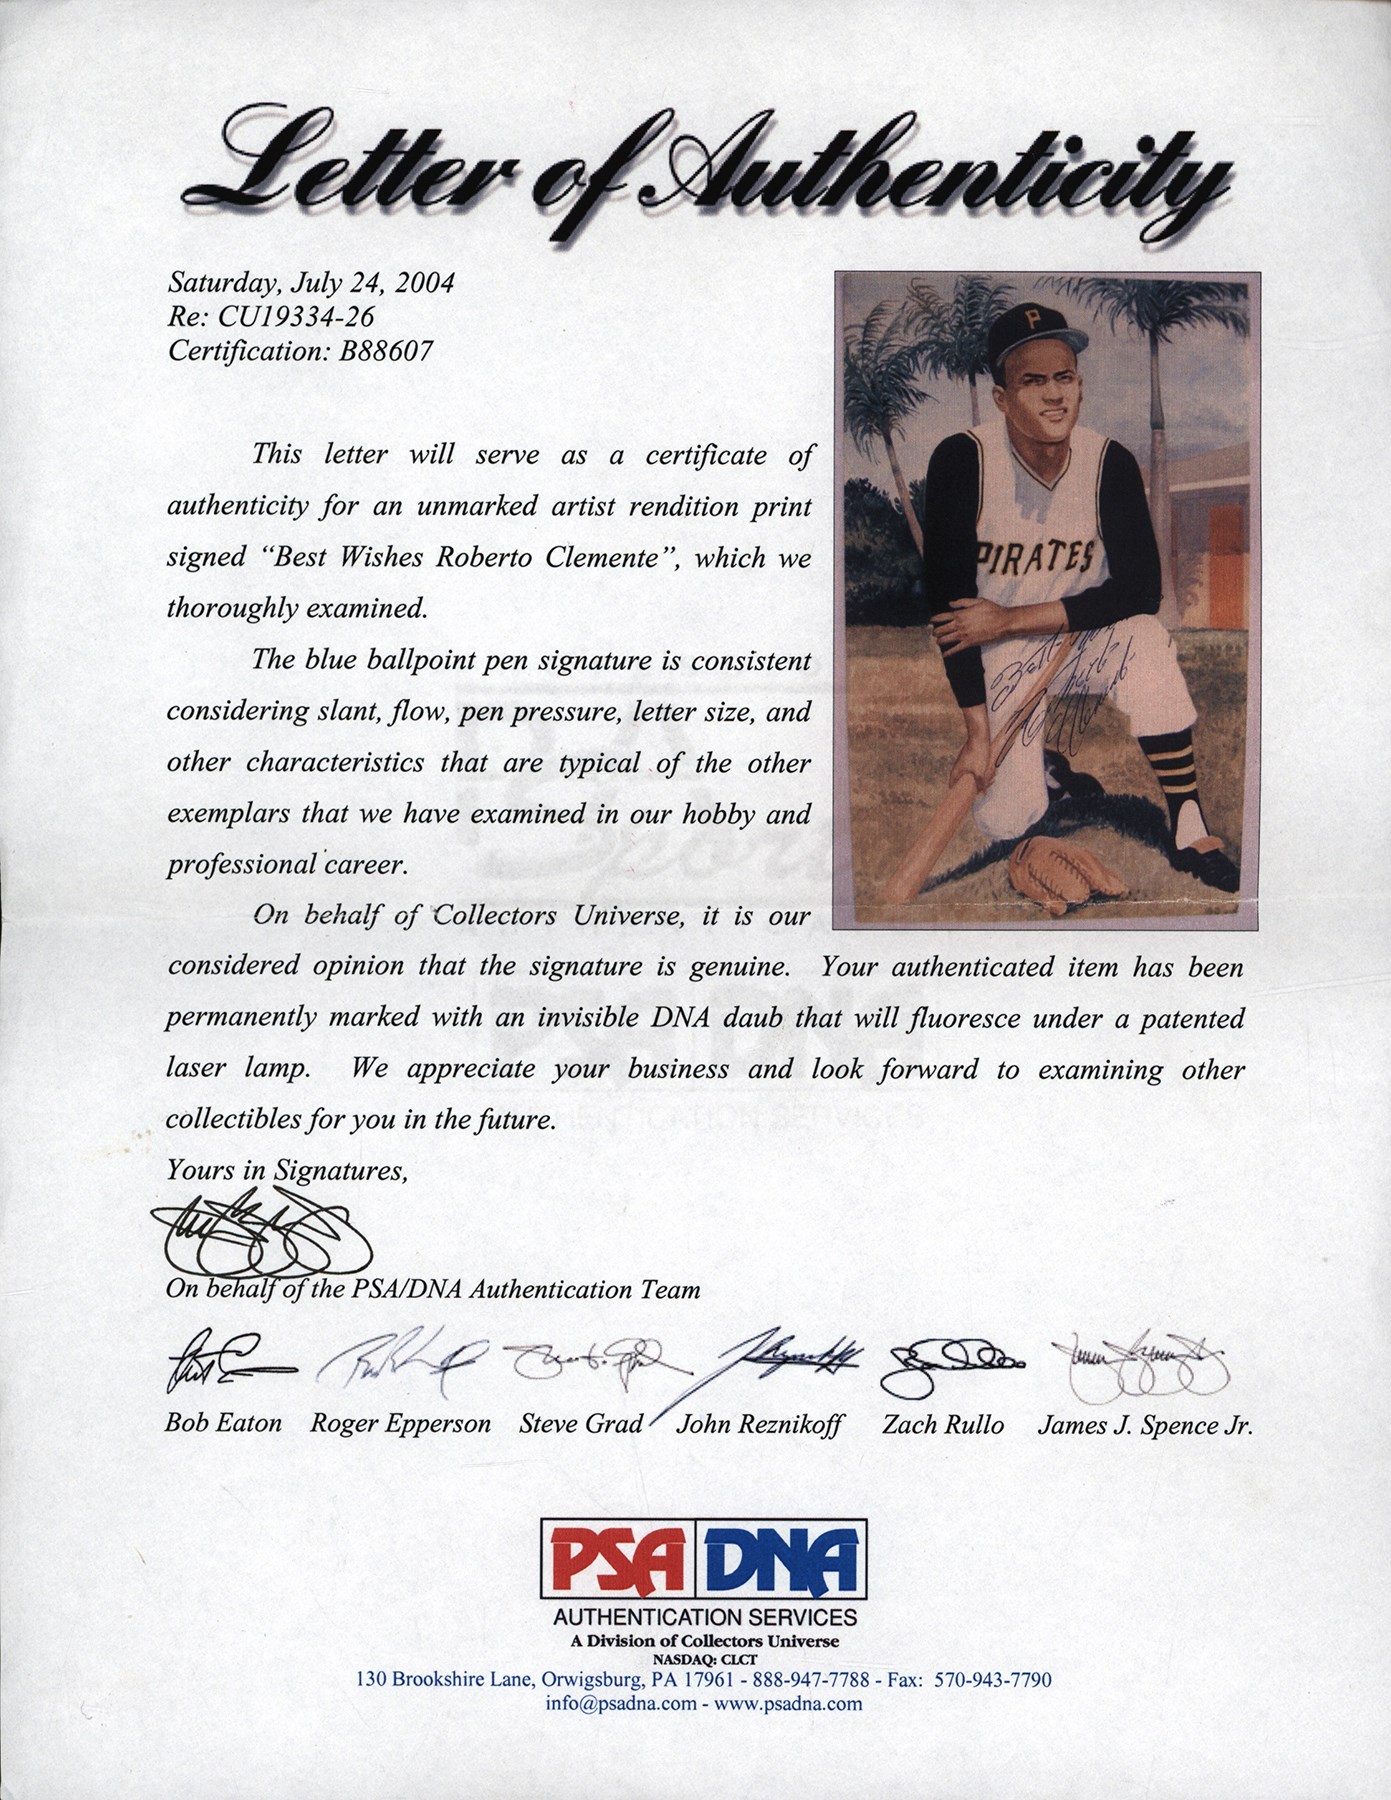 Letter of Authenticity
Saturday, July 24, 2004
Re: CU19334-26
Certification: B88607
P
PIRATES
Best Wishes
Roberto
Clemente
This letter will serve as a certificate of
authenticity for an unmarked artist rendition print
signed “Best Wishes Roberto Clemente”, which we
thoroughly examined.
The blue ballpoint pen signature is consistent
considering slant, flow, pen pressure, letter size, and
other characteristics that are typical of the other
exemplars that we have examined in our hobby and
professional career.
On behalf of Collectors Universe, it is our
considered opinion that the signature is genuine. Your authenticated item has been
permanently marked with an invisible DNA daub that will fluoresce under a patented
laser lamp. We appreciate your business and look forward to examining other
collectibles for you in the future.
Yours in Signatures,
On behalf of the PSA/DNA Authentication Team
Bob Eaton Roger Epperson Steve Grad John Reznikoff Zach Rullo James J. Spence Jr.
PSA DNA
AUTHENTICATION SERVICES
A Division of Collectors Universe
NASDAQ: CLCT
130 Brookshire Lane, Orwigsburg, PA 17961 - 888-947-7788 - Fax: 570-943-7790
info@psadna.com - www.psadna.com